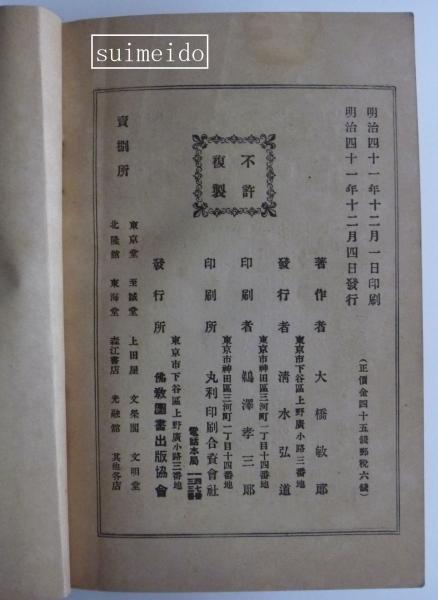 suimeido
明治四十一年十二月一日印刷
明治四十一年十二月四日發行
(正價金四十五錢郵稅六錢)
不許
複製
著作者 大橋敏郎
東京市下谷區上野廣小路三番地
發行者 清水弘道
東京市神田區三河町一丁目十四番地
印刷者 鵜澤孝三郎
東京市神田區三河町一丁目十四番地
印刷所 丸利印刷合資會社
電話本局
東京市下谷區上野廣小路三番地
發行所 佛敎圖書出版協會
賣捌所
東京堂 至誠堂 上田屋 文榮閣 文明堂
北隆館 東海堂 森江書店 光融館 其他各店